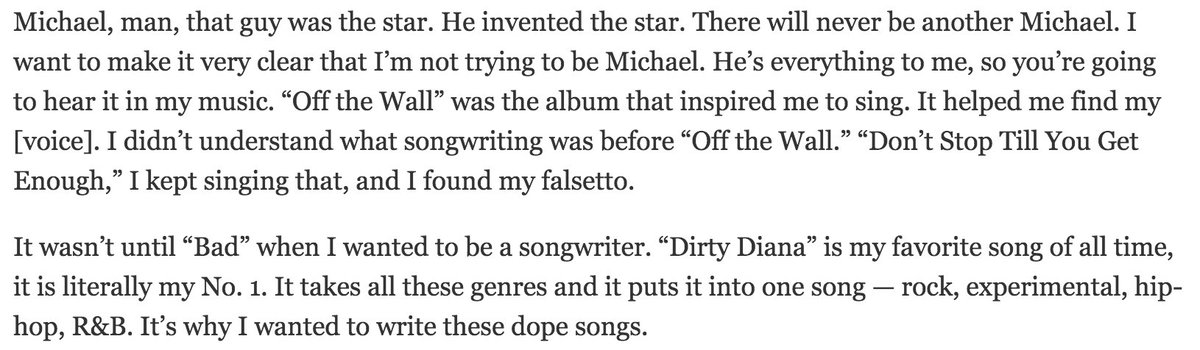 Michael, man, that guy was the star. He invented the star. There will never be another Michael. I
want to make it very clear that I’m not trying to be Michael. He’s everything to me, so you’re going
to hear it in my music. “Off the Wall” was the album that inspired me to sing. It helped me find my
[voice]. I didn’t understand what songwriting was before “Off the Wall.” “Don’t Stop Till You Get
Enough,” I kept singing that, and I found my falsetto.
It wasn’t until “Bad” when I wanted to be a songwriter. “Dirty Diana” is my favorite song of all time,
it is literally my No. 1. It takes all these genres and it puts it into one song — rock, experimental, hip-
hop, R&B. It’s why I wanted to write these dope songs.